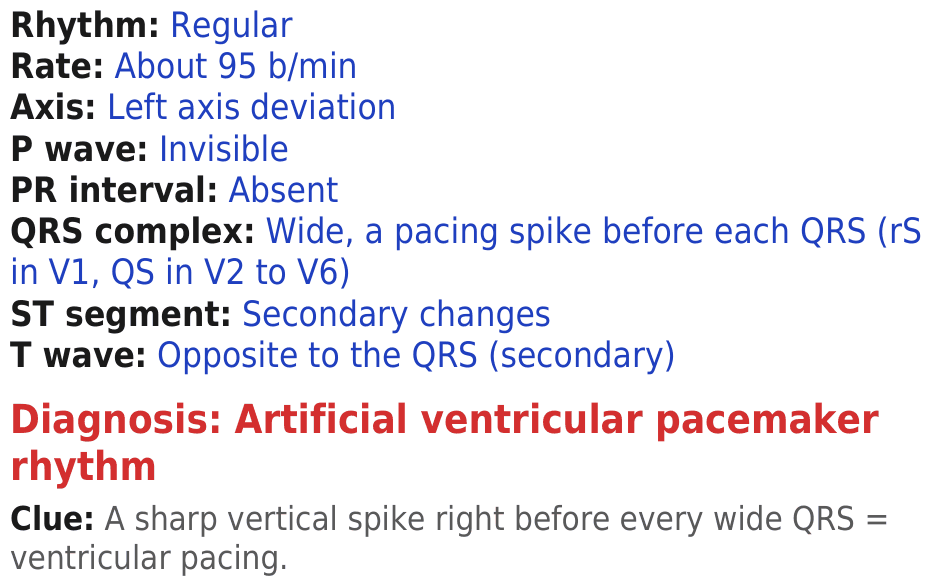 Rhythm: Regular
Rate: About 95 b/min
Axis: Left axis deviation
P wave: Invisible
PR interval: Absent
QRS complex: Wide, a pacing spike before each QRS (rS
in V1, QS in V2 to V6)
ST segment: Secondary changes
T wave: Opposite to the QRS (secondary)
Diagnosis: Artificial ventricular pacemaker
rhythm
Clue: A sharp vertical spike right before every wide QRS =
ventricular pacing.